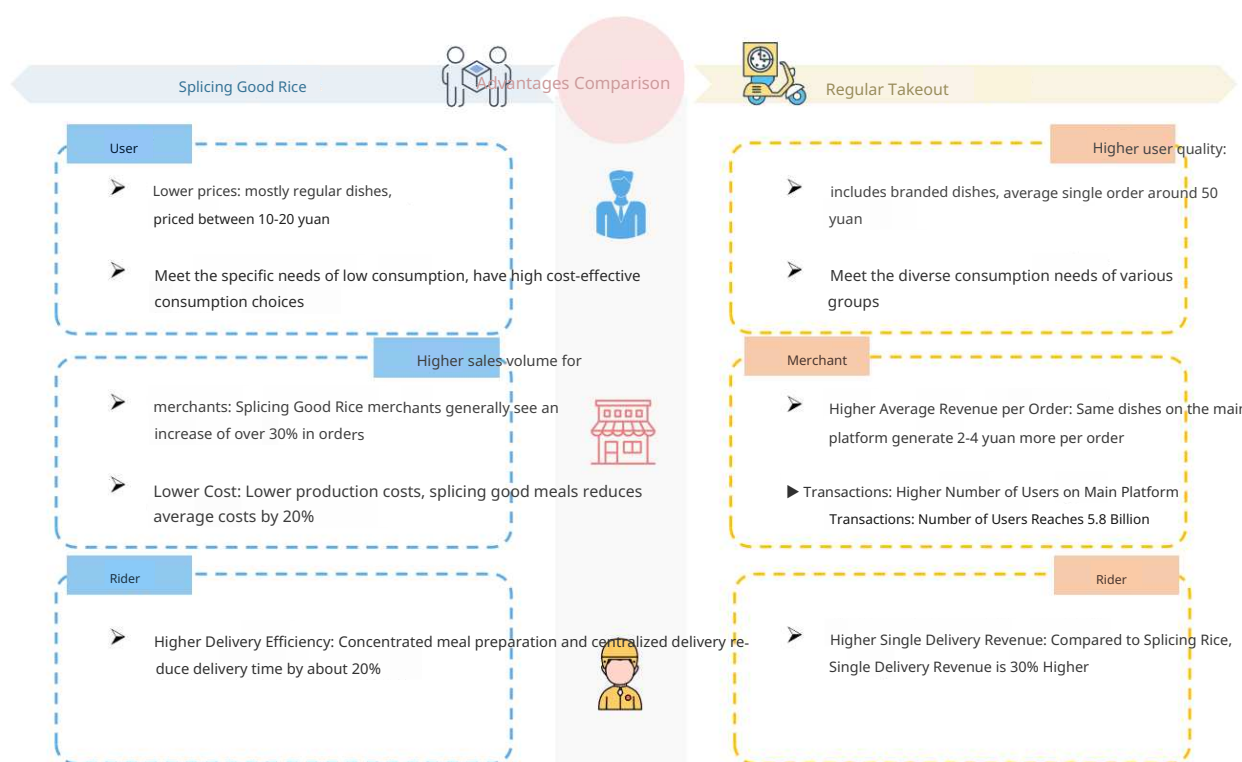 Splicing Good Rice
Advantages Comparison
Regular Takeout
User
Lower prices: mostly regular dishes,
priced between 10-20 yuan
Meet the specific needs of low consumption, have high cost-effective
consumption choices
Higher user quality:
includes branded dishes, average single order around 50
yuan
Meet the diverse consumption needs of various
groups
Higher sales volume for
merchants: Splicing Good Rice merchants generally see an
increase of over 30% in orders
Lower Cost: Lower production costs, splicing good meals reduces
average costs by 20%
Merchant
Higher Average Revenue per Order: Same dishes on the main
platform generate 2-4 yuan more per order
Transactions: Higher Number of Users on Main Platform
Transactions: Number of Users Reaches 5.8 Billion
Rider
Higher Delivery Efficiency: Concentrated meal preparation and centralized delivery re-
duce delivery time by about 20%
Rider
Higher Single Delivery Revenue: Compared to Splicing Rice,
Single Delivery Revenue is 30% Higher